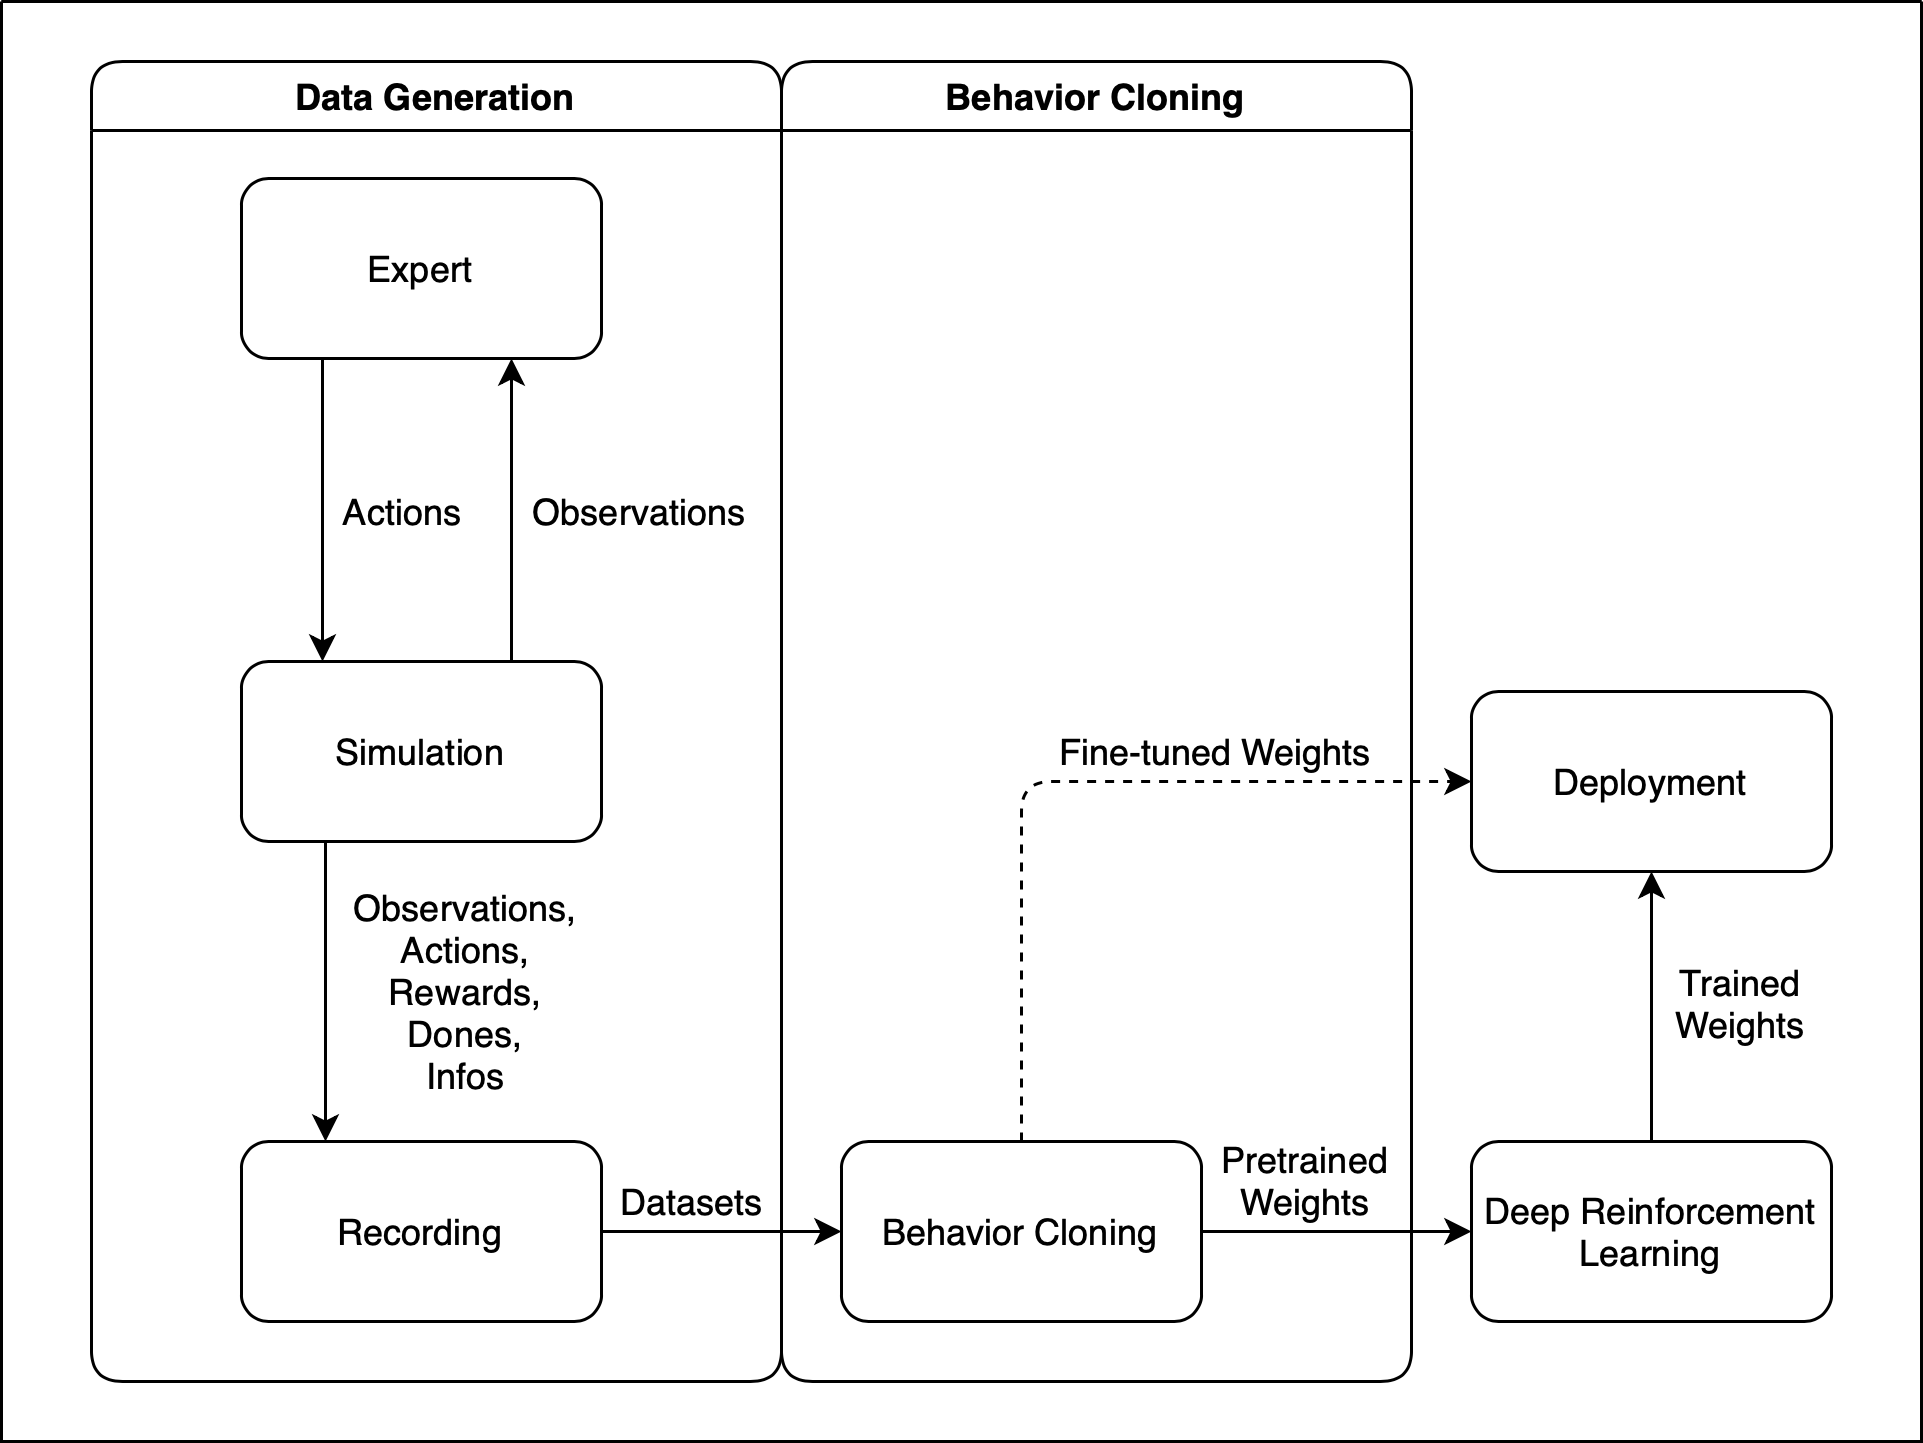 Data Generation
Behavior Cloning
Expert
Actions
Observations
Simulation
Observations,
Actions,
Rewards,
Dones,
Infos
Recording
Datasets
Behavior Cloning
Fine-tuned Weights
Pretrained
Weights
Deployment
Trained
Weights
Deep Reinforcement
Learning